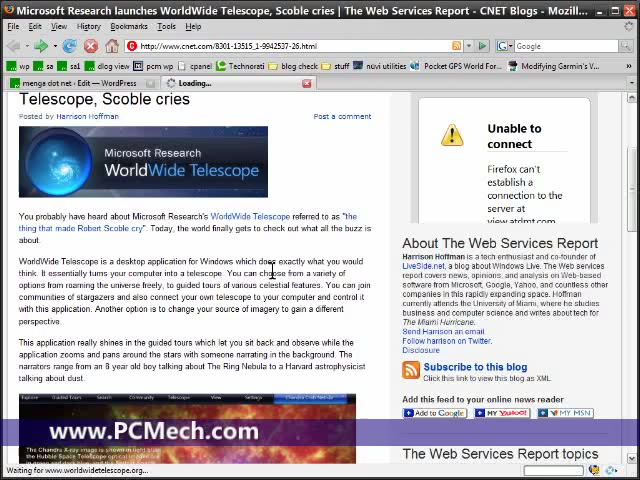 Microsoft Research launches WorldWide Telescope, Scoble cries | The Web Services Report - CNET Blogs - Mozill...
File Edit View History Bookmarks Tools Help
http://www.cnet.com/8301-13515_1-9942537-26.html
Google
wp sa1 dlog view pcm wp cpanel Technorati blog check stuff nüvi utilities Pocket GPS World For... Modifying Garmin's V...
menga dot net › Edit — WordPress
Loading...
Telescope, Scoble cries
Posted by Harrison Hoffman
Post a comment
Microsoft Research
WorldWide Telescope
You probably have heard about Microsoft Research's WorldWide Telescope referred to as "the
thing that made Robert Scoble cry". Today, the world finally gets to check out what all the buzz is
about.
WorldWide Telescope is a desktop application for Windows which does exactly what you would
think. It essentially turns your computer into a telescope. You can choose from a variety of
options from roaming the universe freely, to guided tours of various celestial features. You can join
communities of stargazers and also connect your own telescope to your computer and control it
with this application. Another option is to change your source of imagery to gain a different
perspective.
This application really shines in the guided tours which let you sit back and observe while the
application zooms and pans around the stars with someone narrating in the background. The
narrators range from an 8 year old boy talking about The Ring Nebula to a Harvard astrophysicist
talking about dust.
Explore Guided Tours Search Community Telescope View Settings Chandra Crab Nebula
The Chandra X-ray image is shown in light blue
the Hubble Space Telescope optical images are
Unable to
connect
Firefox can't
establish a
connection to the
server at
view.atdmt.com.
About The Web Services Report
Harrison Hoffman is a tech enthusiast and co-founder of
LiveSide.net, a blog about Windows Live. The Web services
report covers news, opinions, and analysis on Web-based
software from Microsoft, Google, Yahoo, and countless other
companies in this rapidly expanding space. Hoffman
currently attends the University of Miami, where he studies
business and computer science and writes about tech for
The Miami Hurricane.
Send Harrison an email.
Follow harrison on Twitter.
Disclosure
Subscribe to this blog
Click this link to view this blog as XML.
Add this feed to your online news reader
Add to Google
MY YAHOO!
MY MSN
The Web Services Report topics
www.PCMech.com
Waiting for www.worldwidetelescope.org...